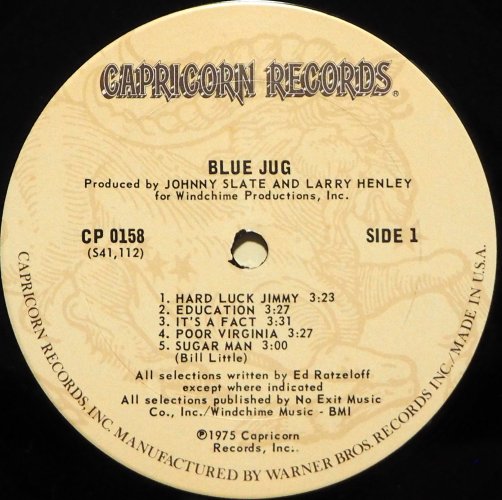 CAPRICORN RECORDS®
BLUE JUG
Produced by JOHNNY SLATE AND LARRY HENLEY
for Windchime Productions, Inc.
CP 0158
(S41,112)
SIDE 1
1. HARD LUCK JIMMY 3:23
2. EDUCATION 3:27
3. IT'S A FACT 3:31
4. POOR VIRGINIA 3:27
5. SUGAR MAN 3:00
(Bill Little)
All selections written by Ed Ratzeloff
except where indicated
All selections published by No Exit Music
Co., Inc./Windchime Music - BMI
℗1975 Capricorn
Records, Inc.
CAPRICORN RECORDS, INC. MANUFACTURED BY WARNER BROS. RECORDS INC./MADE IN U.S.A.